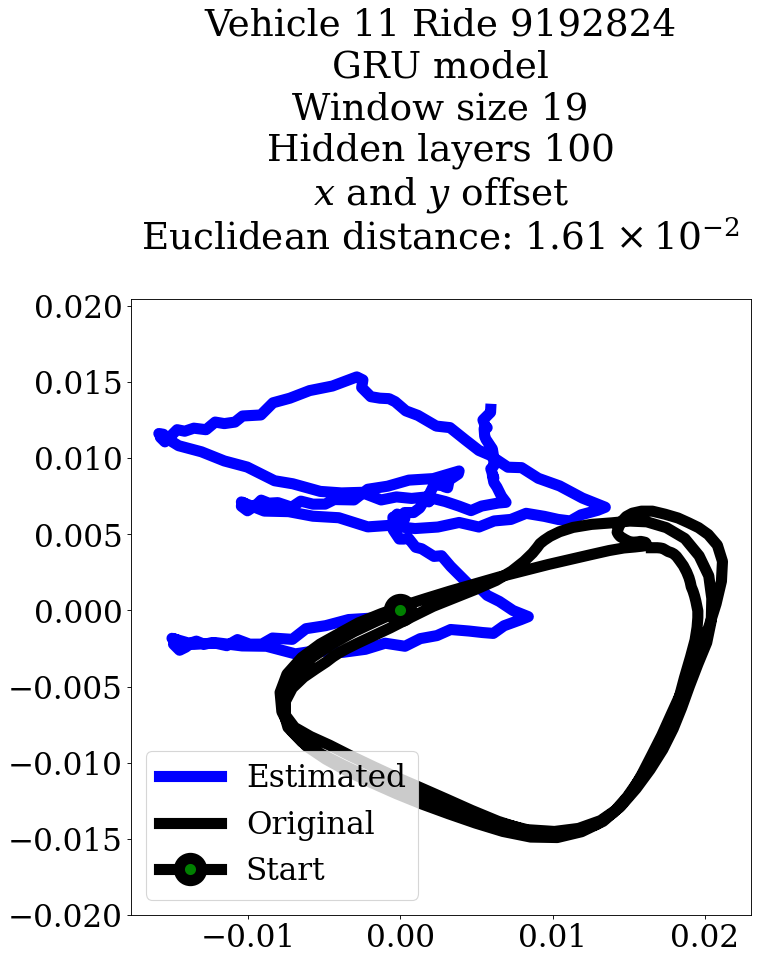 Vehicle 11 Ride 9192824
GRU model
Window size 19
Hidden layers 100
x and y offset
Euclidean distance: 1.61 × 10⁻²
0.020
0.015
0.010
0.005
0.000
−0.005
−0.010
−0.015
−0.020
Estimated
Original
Start
−0.01 0.00 0.01 0.02